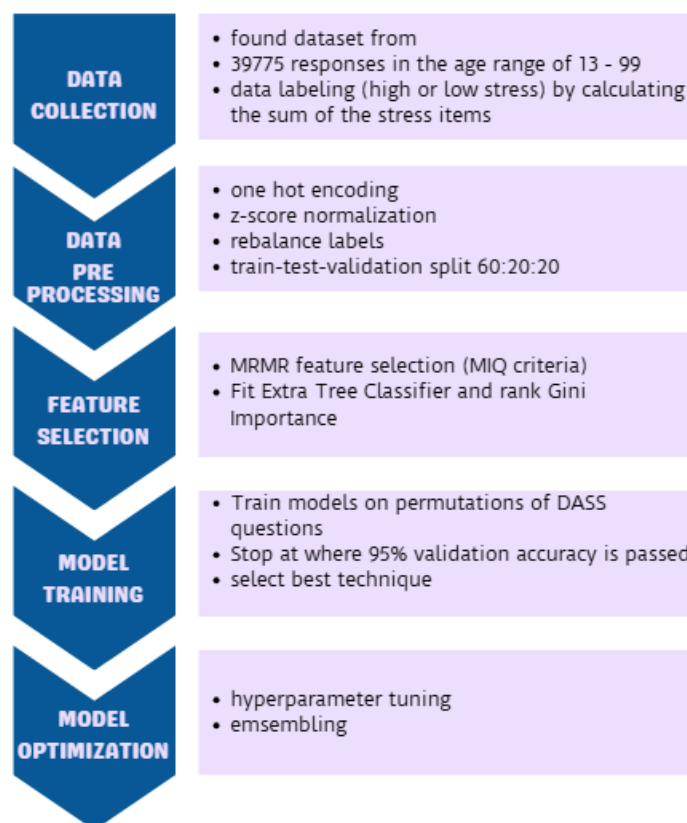 DATA
COLLECTION
• found dataset from
• 39775 responses in the age range of 13 - 99
• data labeling (high or low stress) by calculating
the sum of the stress items
DATA
PRE
PROCESSING
• one hot encoding
• z-score normalization
• rebalance labels
• train-test-validation split 60:20:20
FEATURE
SELECTION
• MRMR feature selection (MIQ criteria)
• Fit Extra Tree Classifier and rank Gini
Importance
MODEL
TRAINING
• Train models on permutations of DASS
questions
• Stop at where 95% validation accuracy is passed
• select best technique
MODEL
OPTIMIZATION
• hyperparameter tuning
• emsembling